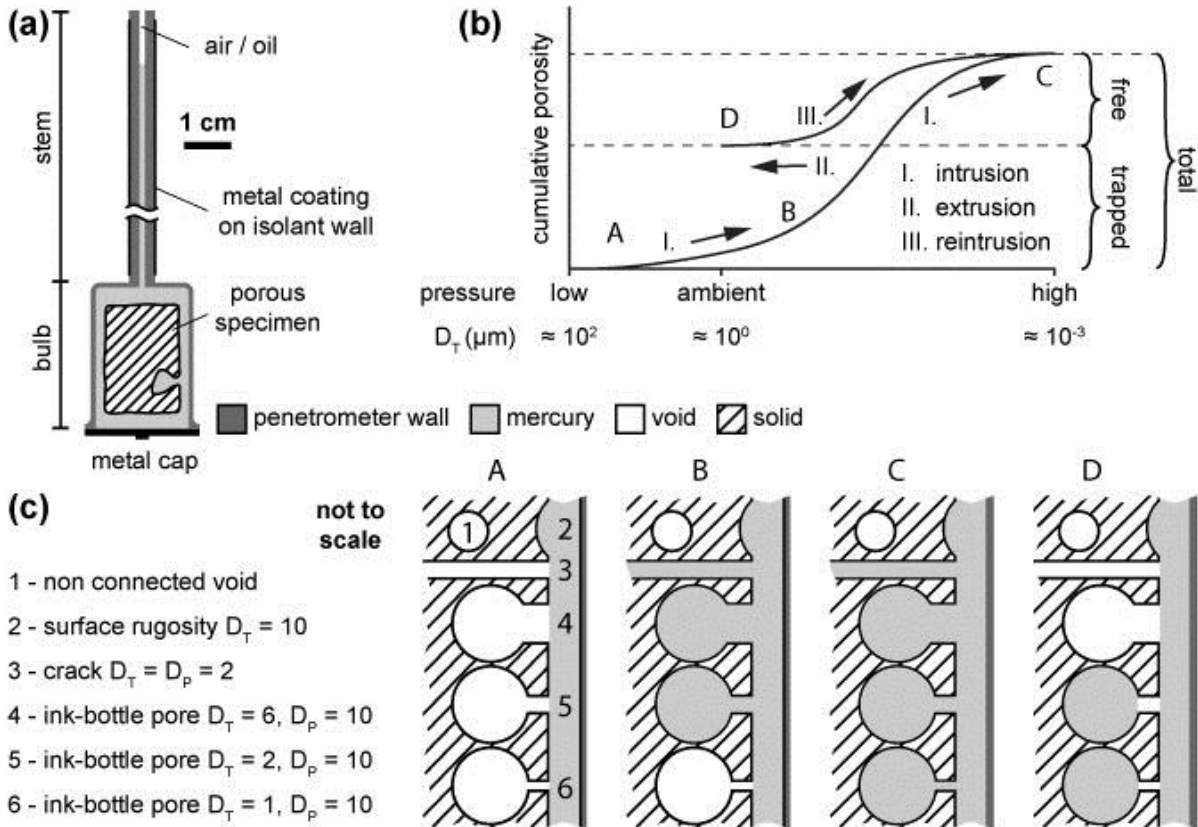 (a)
air / oil
stem
1 cm
metal coating
on isolant wall
porous
specimen
bulb
metal cap
(b)
cumulative porosity
C
III.
I.
D
II.
B
A
I.
I. intrusion
II. extrusion
III. reintrusion
free
trapped
total
pressure low ambient high
D_T (µm) ≈ 10² ≈ 10⁰ ≈ 10⁻³
penetrometer wall mercury void solid
(c)
not to
scale
1 - non connected void
2 - surface rugosity D_T = 10
3 - crack D_T = D_P = 2
4 - ink-bottle pore D_T = 6, D_P = 10
5 - ink-bottle pore D_T = 2, D_P = 10
6 - ink-bottle pore D_T = 1, D_P = 10
A B C D
1 2
3
4
5
6